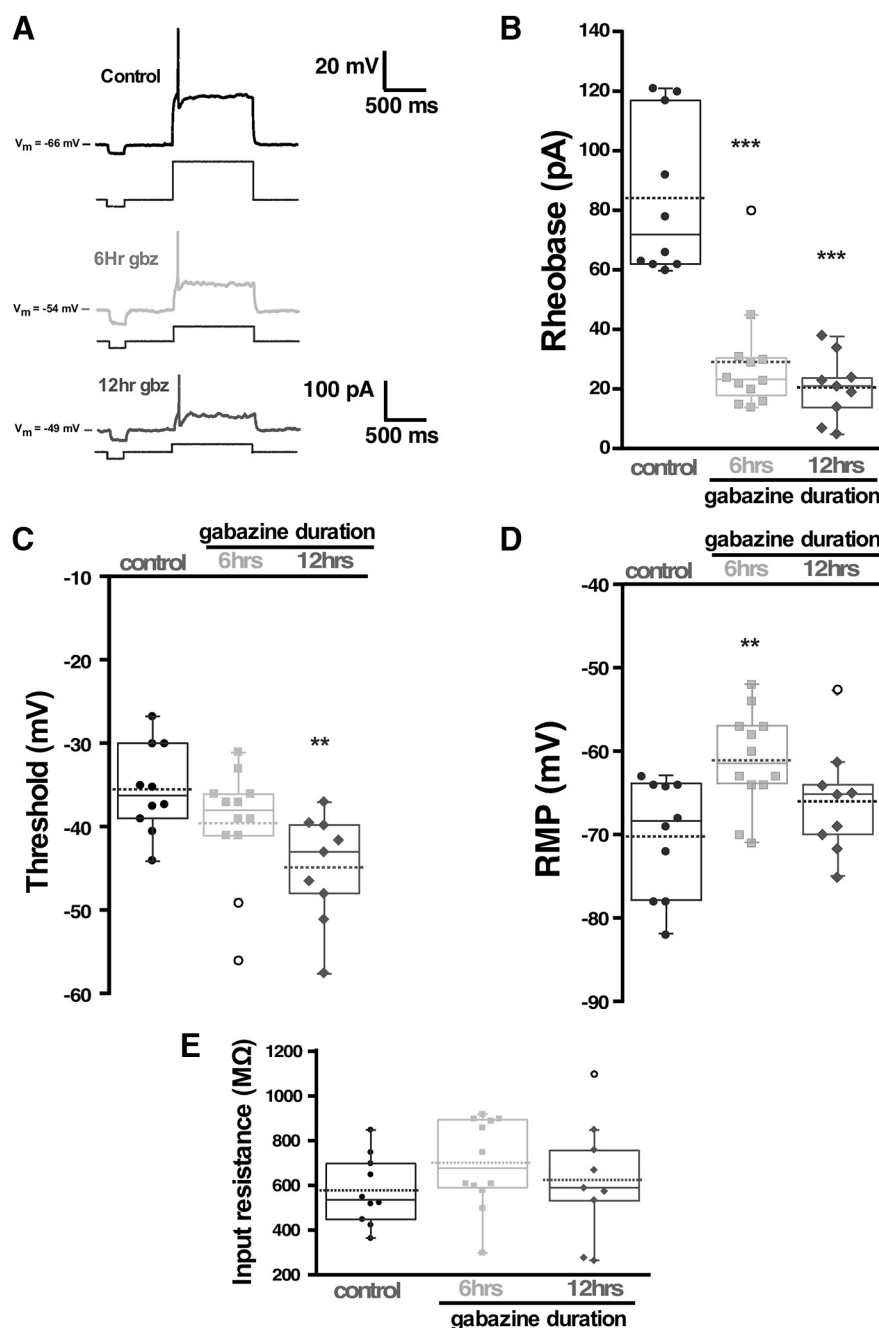 A
Control
20 mV
500 ms
Vm = -66 mV
6Hr gbz
Vm = -54 mV
12hr gbz
100 pA
500 ms
Vm = -49 mV
B
Rheobase (pA)
140
120
100
80
60
40
20
0
***
***
control
6hrs
12hrs
gabazine duration
C
gabazine duration
control
6hrs
12hrs
Threshold (mV)
-10
-20
-30
-40
-50
-60
**
D
gabazine duration
control
6hrs
12hrs
RMP (mV)
-40
-50
-60
-70
-80
-90
**
E
Input resistance (MΩ)
1200
1000
800
600
400
200
control
6hrs
12hrs
gabazine duration